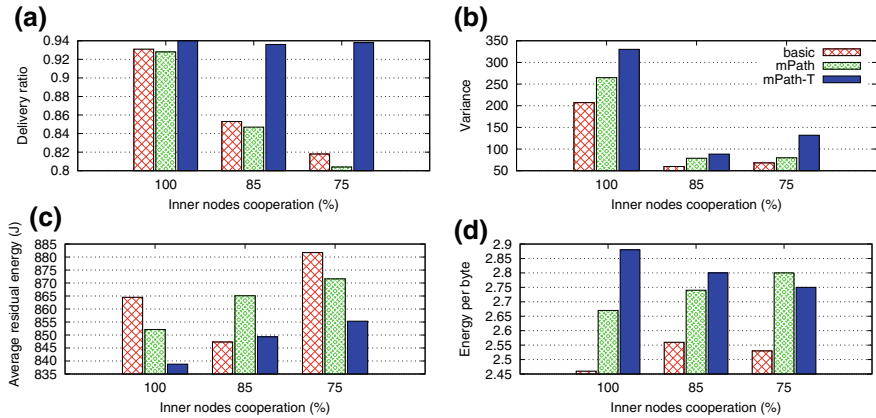 (a)
0.94
0.92
0.9
0.88
0.86
0.84
0.82
0.8
Delivery ratio
100 85 75
Inner nodes cooperation (%)
(b)
350
300
250
200
150
100
50
Variance
basic
mPath
mPath-T
100 85 75
Inner nodes cooperation (%)
(c)
885
880
875
870
865
860
855
850
845
840
835
Average residual energy (J)
100 85 75
Inner nodes cooperation (%)
(d)
2.9
2.85
2.8
2.75
2.7
2.65
2.6
2.55
2.5
2.45
Energy per byte
100 85 75
Inner nodes cooperation (%)